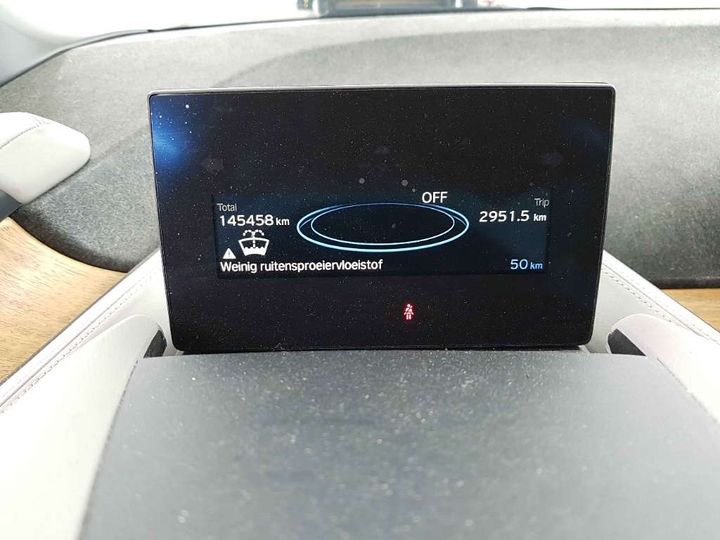 OFF
Total
Trip
145458 km
2951.5 km
Weinig ruitensproeiervloeistof
50 km